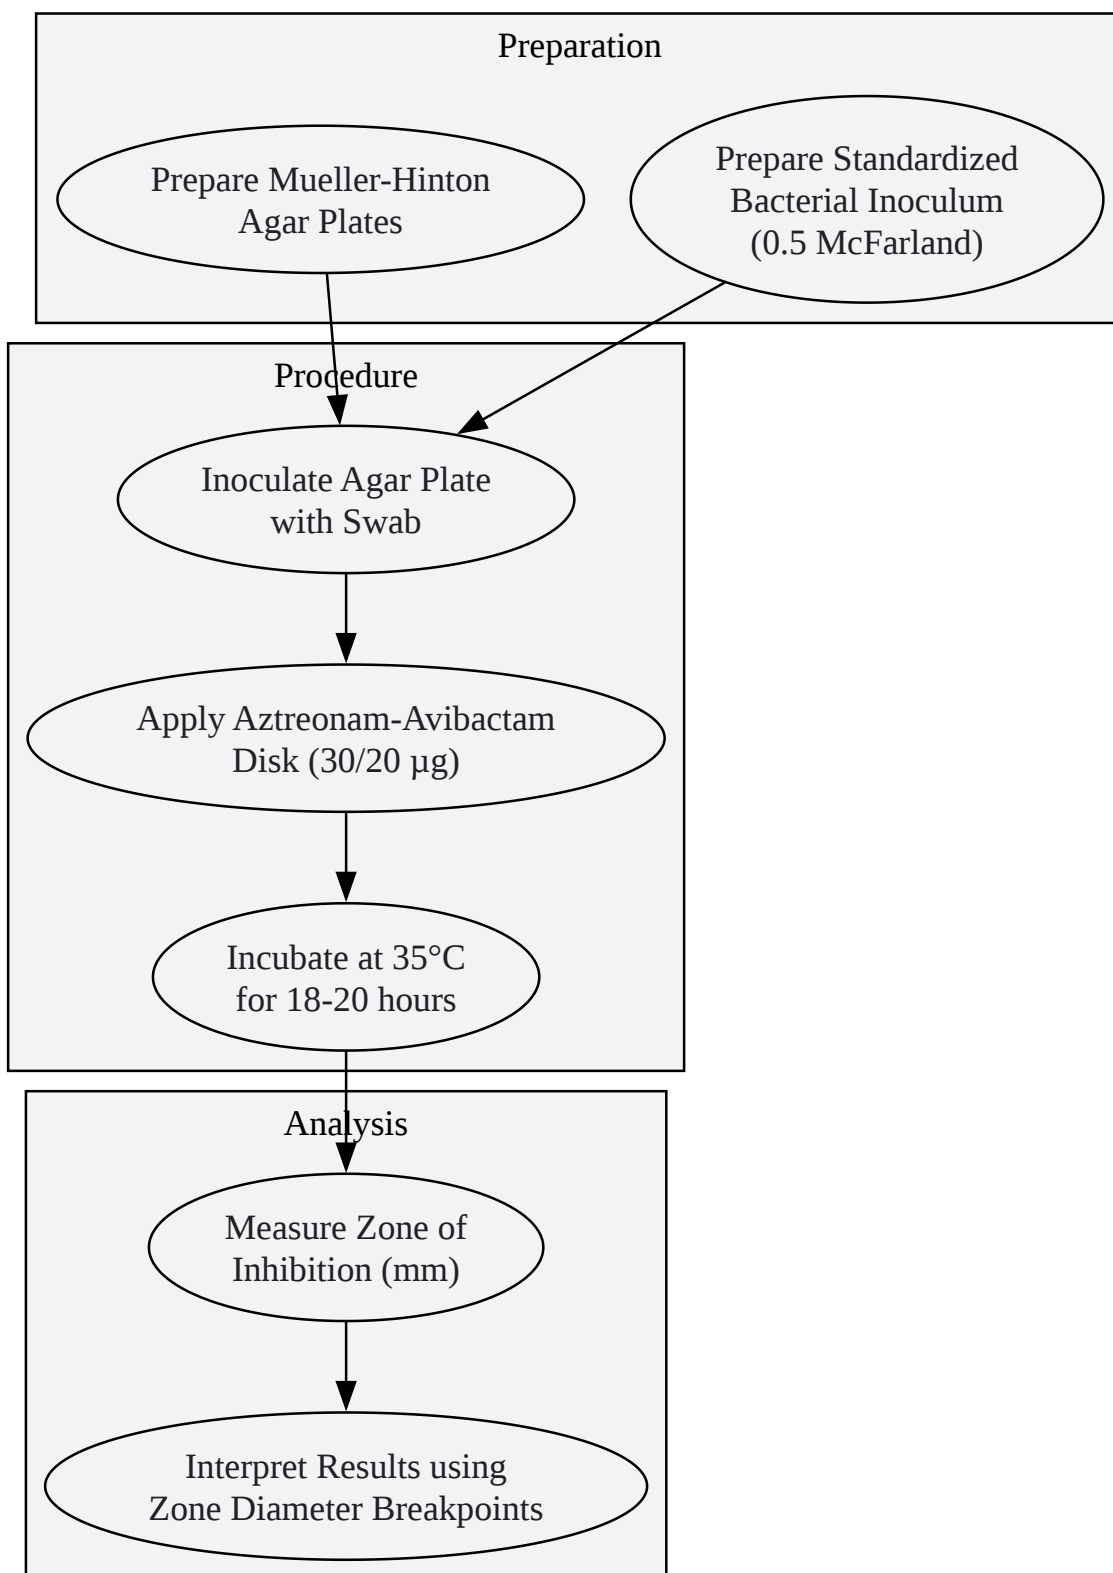 Preparation
Prepare Mueller-Hinton
Agar Plates
Prepare Standardized
Bacterial Inoculum
(0.5 McFarland)
Procedure
Inoculate Agar Plate
with Swab
Apply Aztreonam-Avibactam
Disk (30/20 µg)
Incubate at 35°C
for 18-20 hours
Analysis
Measure Zone of
Inhibition (mm)
Interpret Results using
Zone Diameter Breakpoints